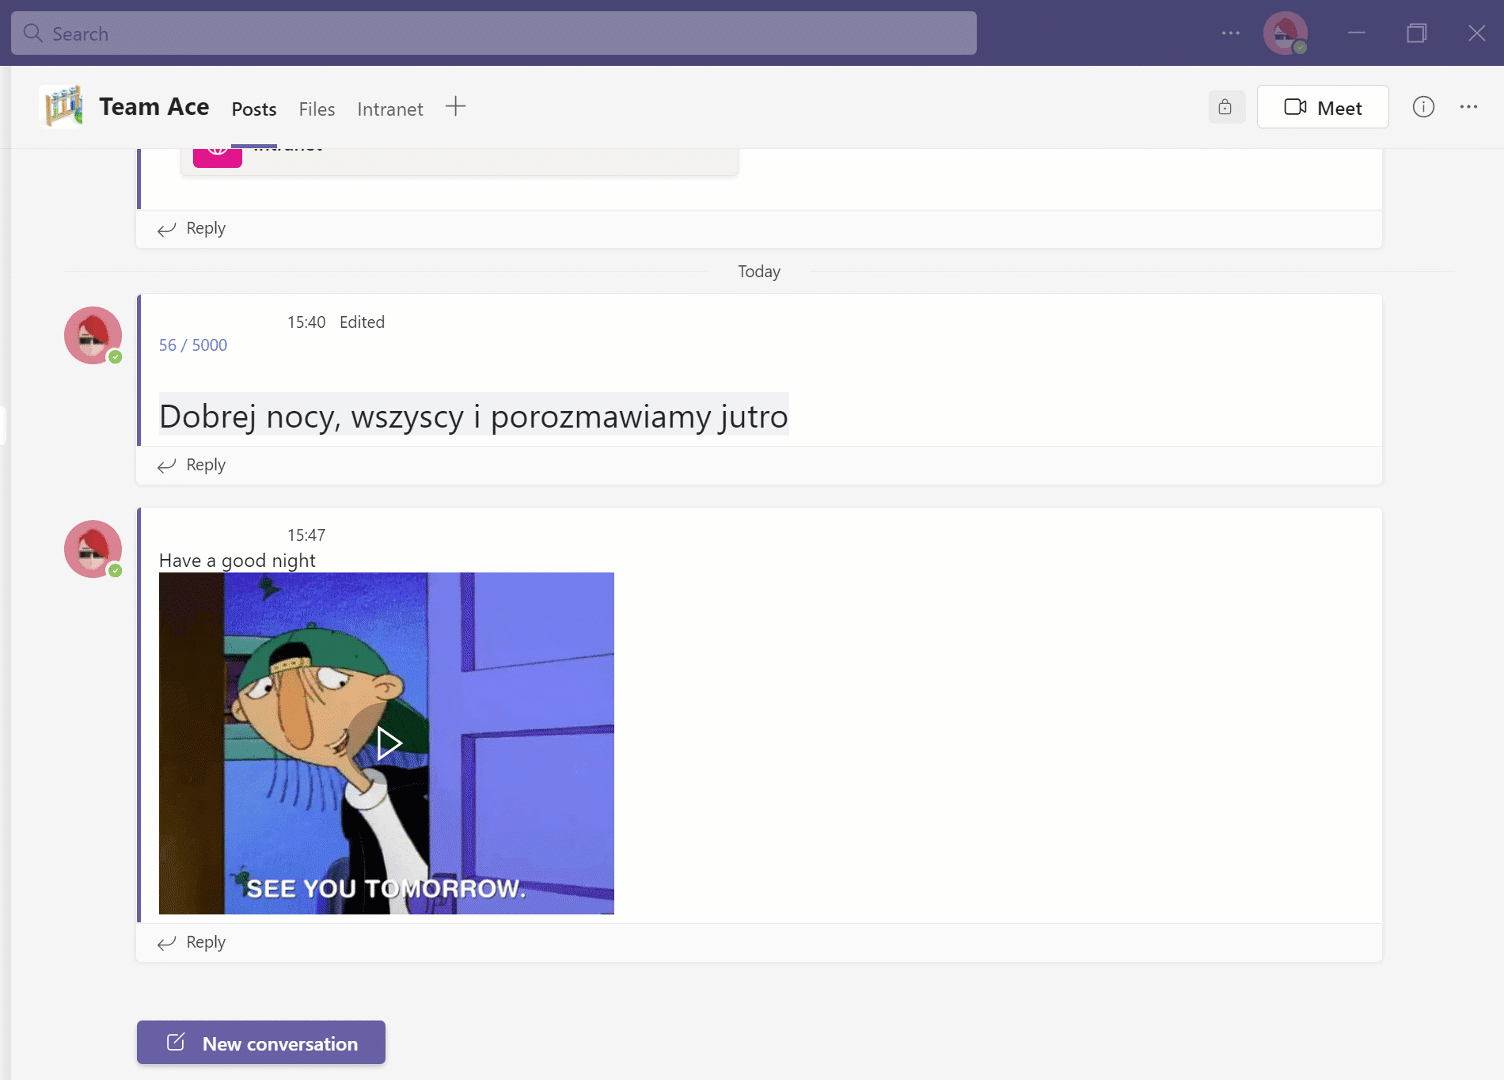 Search
Team Ace
Posts
Files
Intranet
Meet
Intranet
Reply
Today
15:40 Edited
56 / 5000
Dobrej nocy, wszyscy i porozmawiamy jutro
Reply
15:47
Have a good night
SEE YOU TOMORROW.
Reply
New conversation